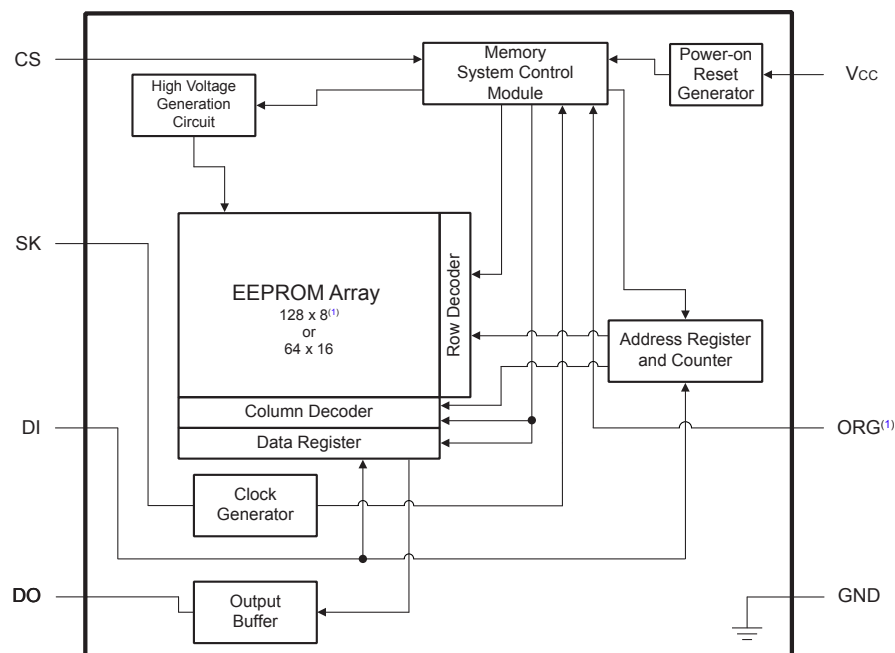 CS
Memory
System Control
Module
Power-on
Reset
Generator
VCC
High Voltage
Generation
Circuit
SK
EEPROM Array
128 x 8(1)
or
64 x 16
Row Decoder
Address Register
and Counter
DI
Column Decoder
Data Register
ORG(1)
Clock
Generator
DO
Output
Buffer
GND